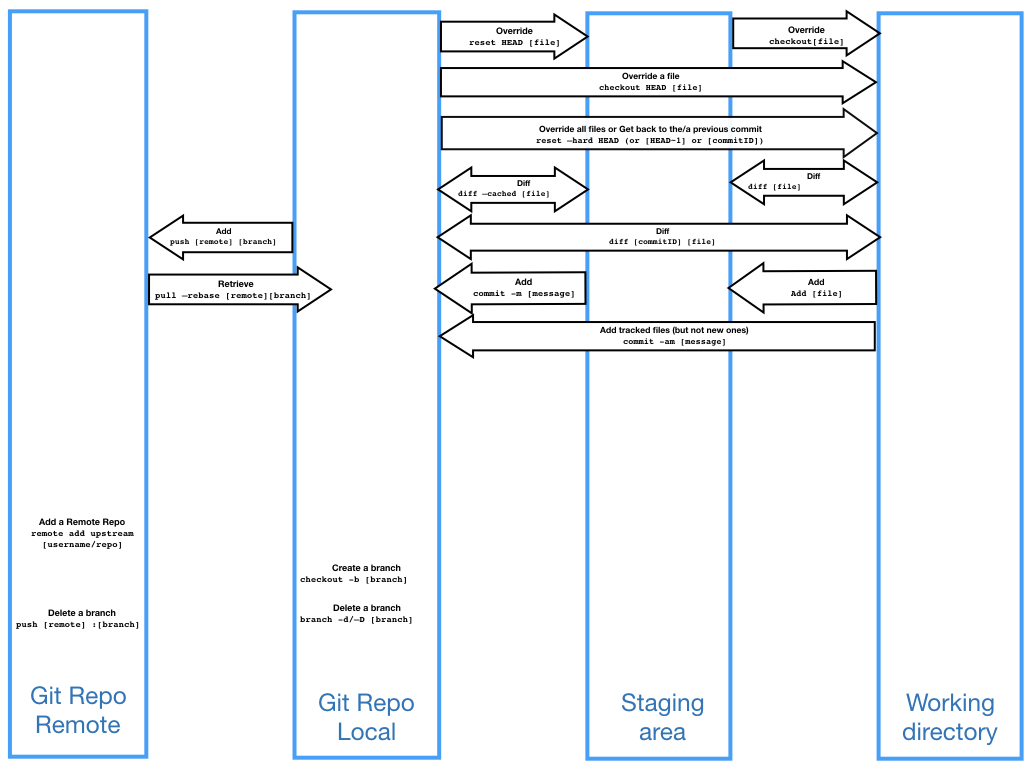 Override
reset HEAD [file]
Override
checkout[file]
Override a file
checkout HEAD [file]
Override all files or Get back to the/a previous commit
reset —hard HEAD (or [HEAD~1] or [commitID])
Diff
diff —cached [file]
Diff
diff [file]
Add
push [remote] [branch]
Diff
diff [commitID] [file]
Retrieve
pull —rebase [remote][branch]
Add
commit -m [message]
Add
Add [file]
Add tracked files (but not new ones)
commit -am [message]
Add a Remote Repo
remote add upstream
[username/repo]
Create a branch
checkout -b [branch]
Delete a branch
push [remote] :[branch]
Delete a branch
branch -d/—D [branch]
Git Repo
Remote
Git Repo
Local
Staging
area
Working
directory